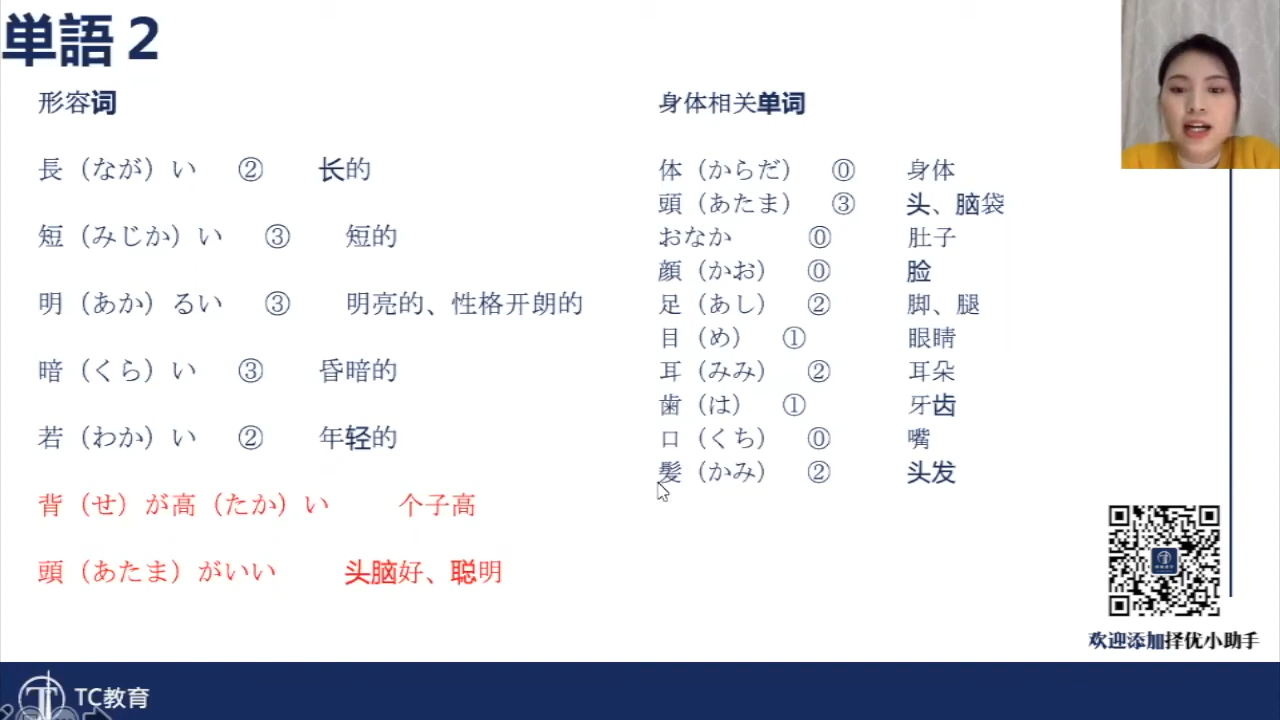 単語２
形容词
長（なが）い ② 长的
短（みじか）い ③ 短的
明（あか）るい ③ 明亮的、性格开朗的
暗（くら）い ③ 昏暗的
若（わか）い ② 年轻的
背（せ）が高（たか）い 个子高
頭（あたま）がいい 头脑好、聪明
身体相关单词
体（からだ） ⓪ 身体
頭（あたま） ③ 头、脑袋
おなか ⓪ 肚子
顔（かお） ⓪ 脸
足（あし） ② 脚、腿
目（め） ① 眼睛
耳（みみ） ② 耳朵
歯（は） ① 牙齿
口（くち） ⓪ 嘴
髪（かみ） ② 头发
欢迎添加择优小助手
TC教育